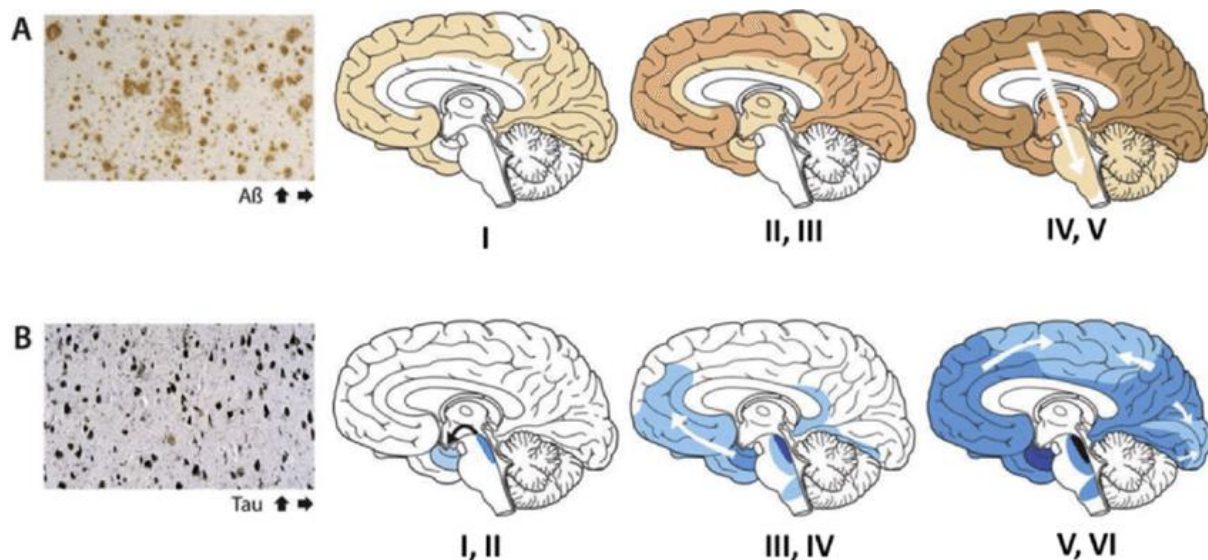 A
Aß ⬆ ➡
I
II, III
IV, V
B
Tau ⬆ ➡
I, II
III, IV
V, VI